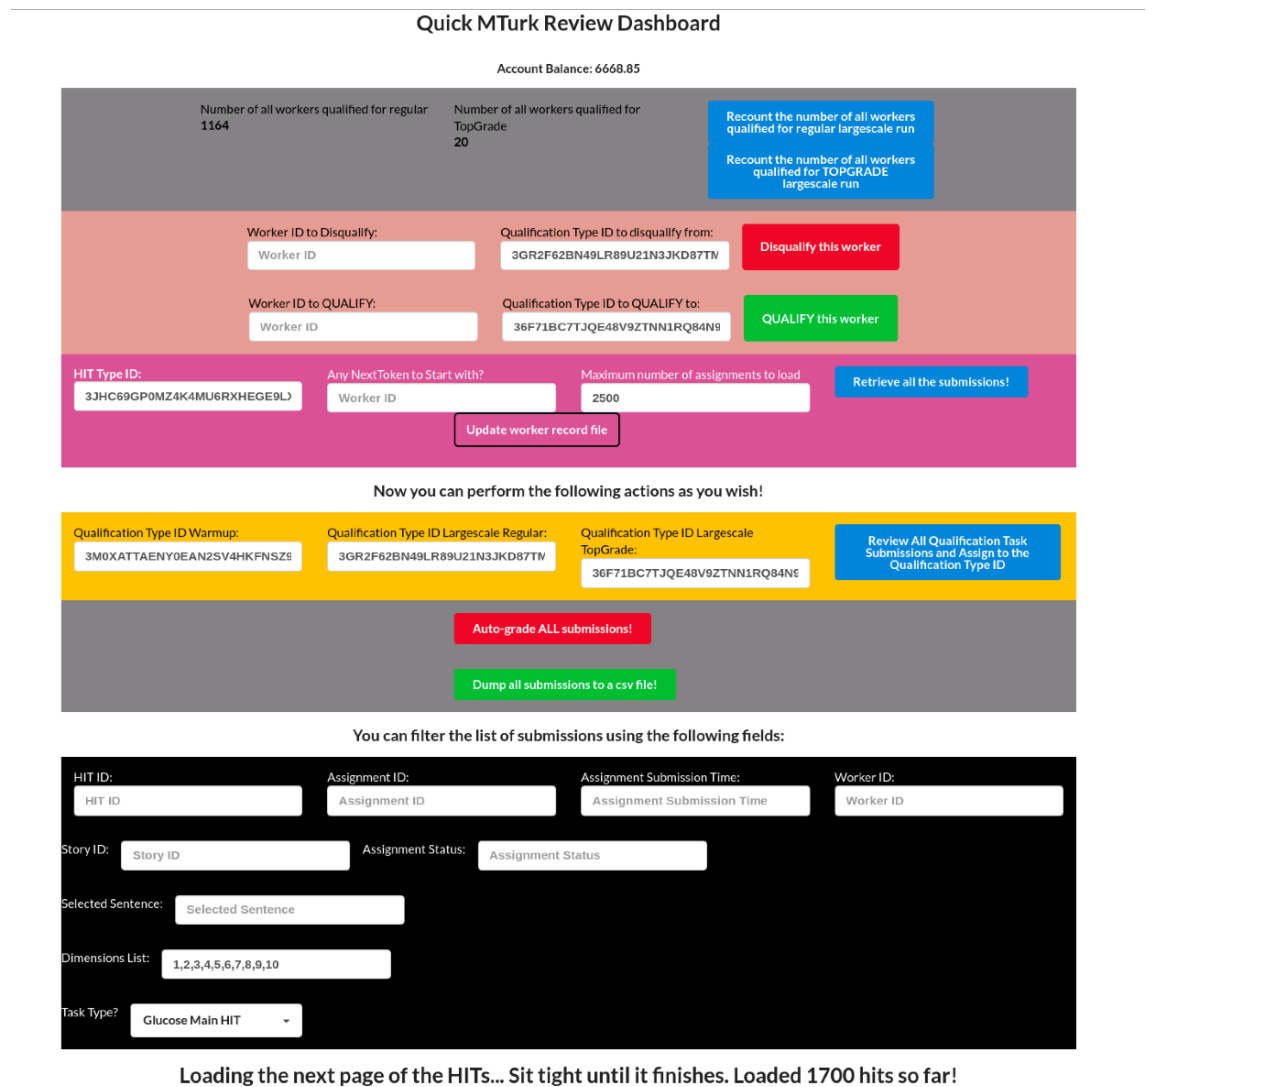 Quick MTurk Review Dashboard
Account Balance: 6668.85
Number of all workers qualified for regular
1164
Number of all workers qualified for
TopGrade
20
Recount the number of all workers
qualified for regular largescale run
Recount the number of all workers
qualified for TOPGRADE
largescale run
Worker ID to Disqualify:
Worker ID
Qualification Type ID to disqualify from:
3GR2F62BN49LR89U21N3JKD87TM
Disqualify this worker
Worker ID to QUALIFY:
Worker ID
Qualification Type ID to QUALIFY to:
36F71BC7TJQE48V9ZTNN1RQ84N9
QUALIFY this worker
HIT Type ID:
3JHC69GP0MZ4K4MU6RXHEGE9LX
Any NextToken to Start with?
Worker ID
Maximum number of assignments to load
2500
Retrieve all the submissions!
Update worker record file
Now you can perform the following actions as you wish!
Qualification Type ID Warmup:
3M0XATTAENY0EAN2SV4HKFNSZ9
Qualification Type ID Largescale Regular:
3GR2F62BN49LR89U21N3JKD87TM
Qualification Type ID Largescale
TopGrade:
36F71BC7TJQE48V9ZTNN1RQ84N9
Review All Qualification Task
Submissions and Assign to the
Qualification Type ID
Auto-grade ALL submissions!
Dump all submissions to a csv file!
You can filter the list of submissions using the following fields:
HIT ID:
HIT ID
Assignment ID:
Assignment ID
Assignment Submission Time:
Assignment Submission Time
Worker ID:
Worker ID
Story ID:
Story ID
Assignment Status:
Assignment Status
Selected Sentence:
Selected Sentence
Dimensions List:
1,2,3,4,5,6,7,8,9,10
Task Type?
Glucose Main HIT
Loading the next page of the HITs... Sit tight until it finishes. Loaded 1700 hits so far!